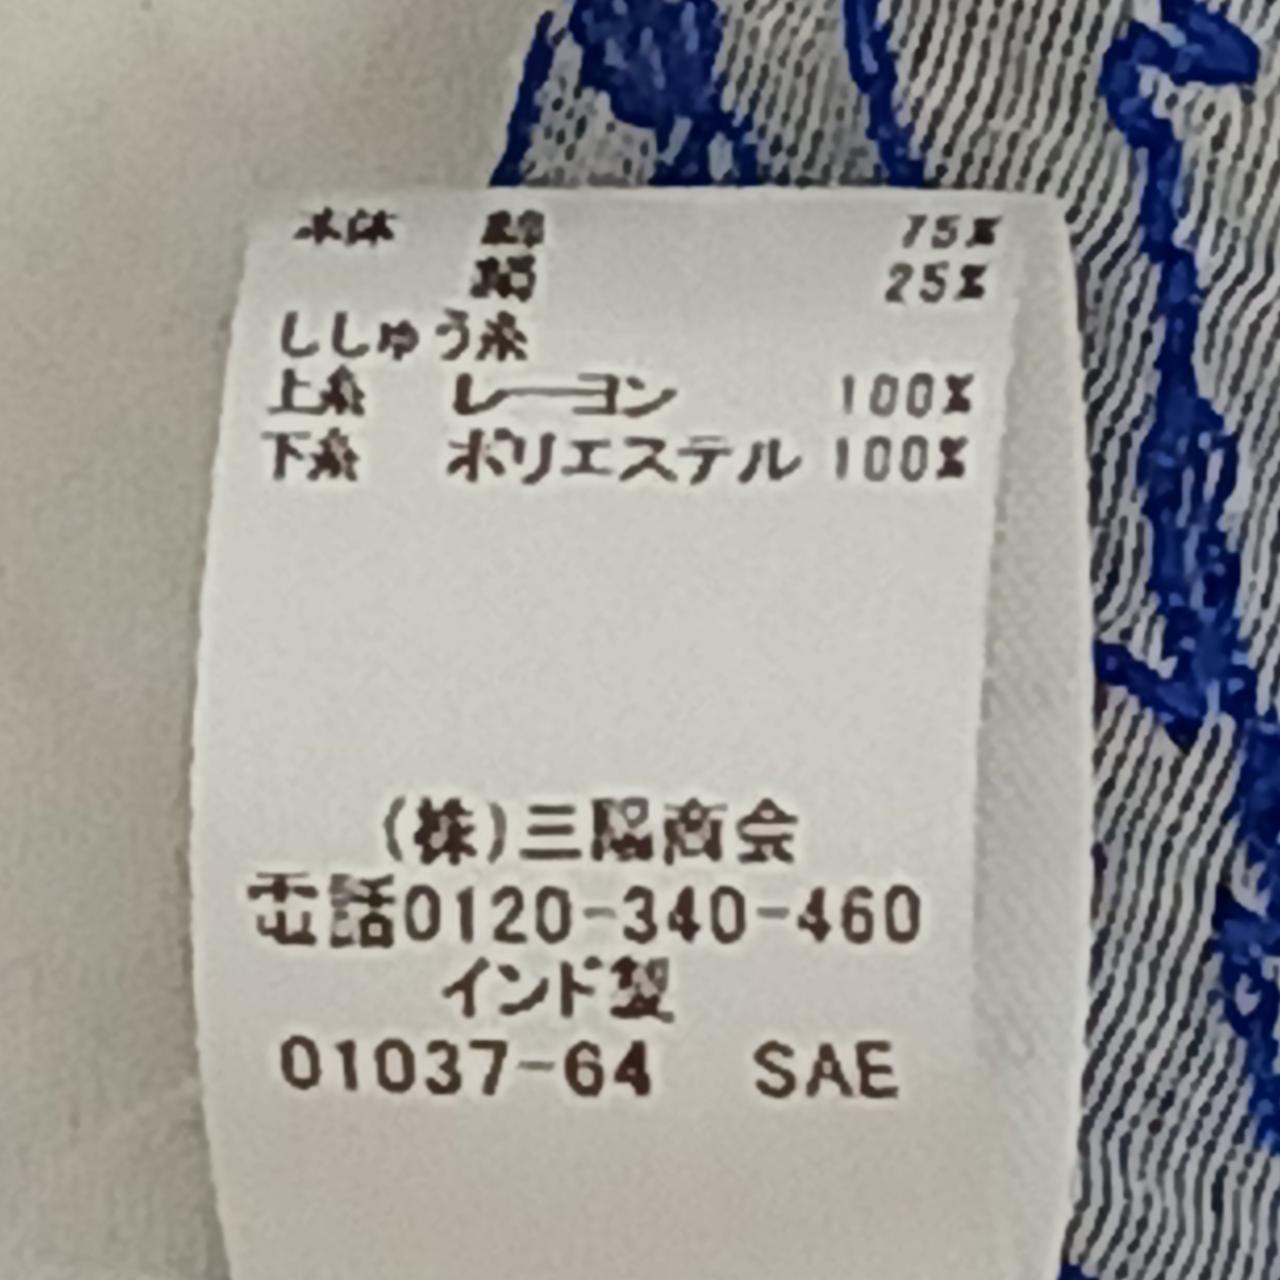 本体 綿 75%
絹 25%
ししゅう糸
上糸 レーヨン 100%
下糸 ポリエステル 100%
(株)三陽商会
電話0120-340-460
インド製
01037-64 SAE